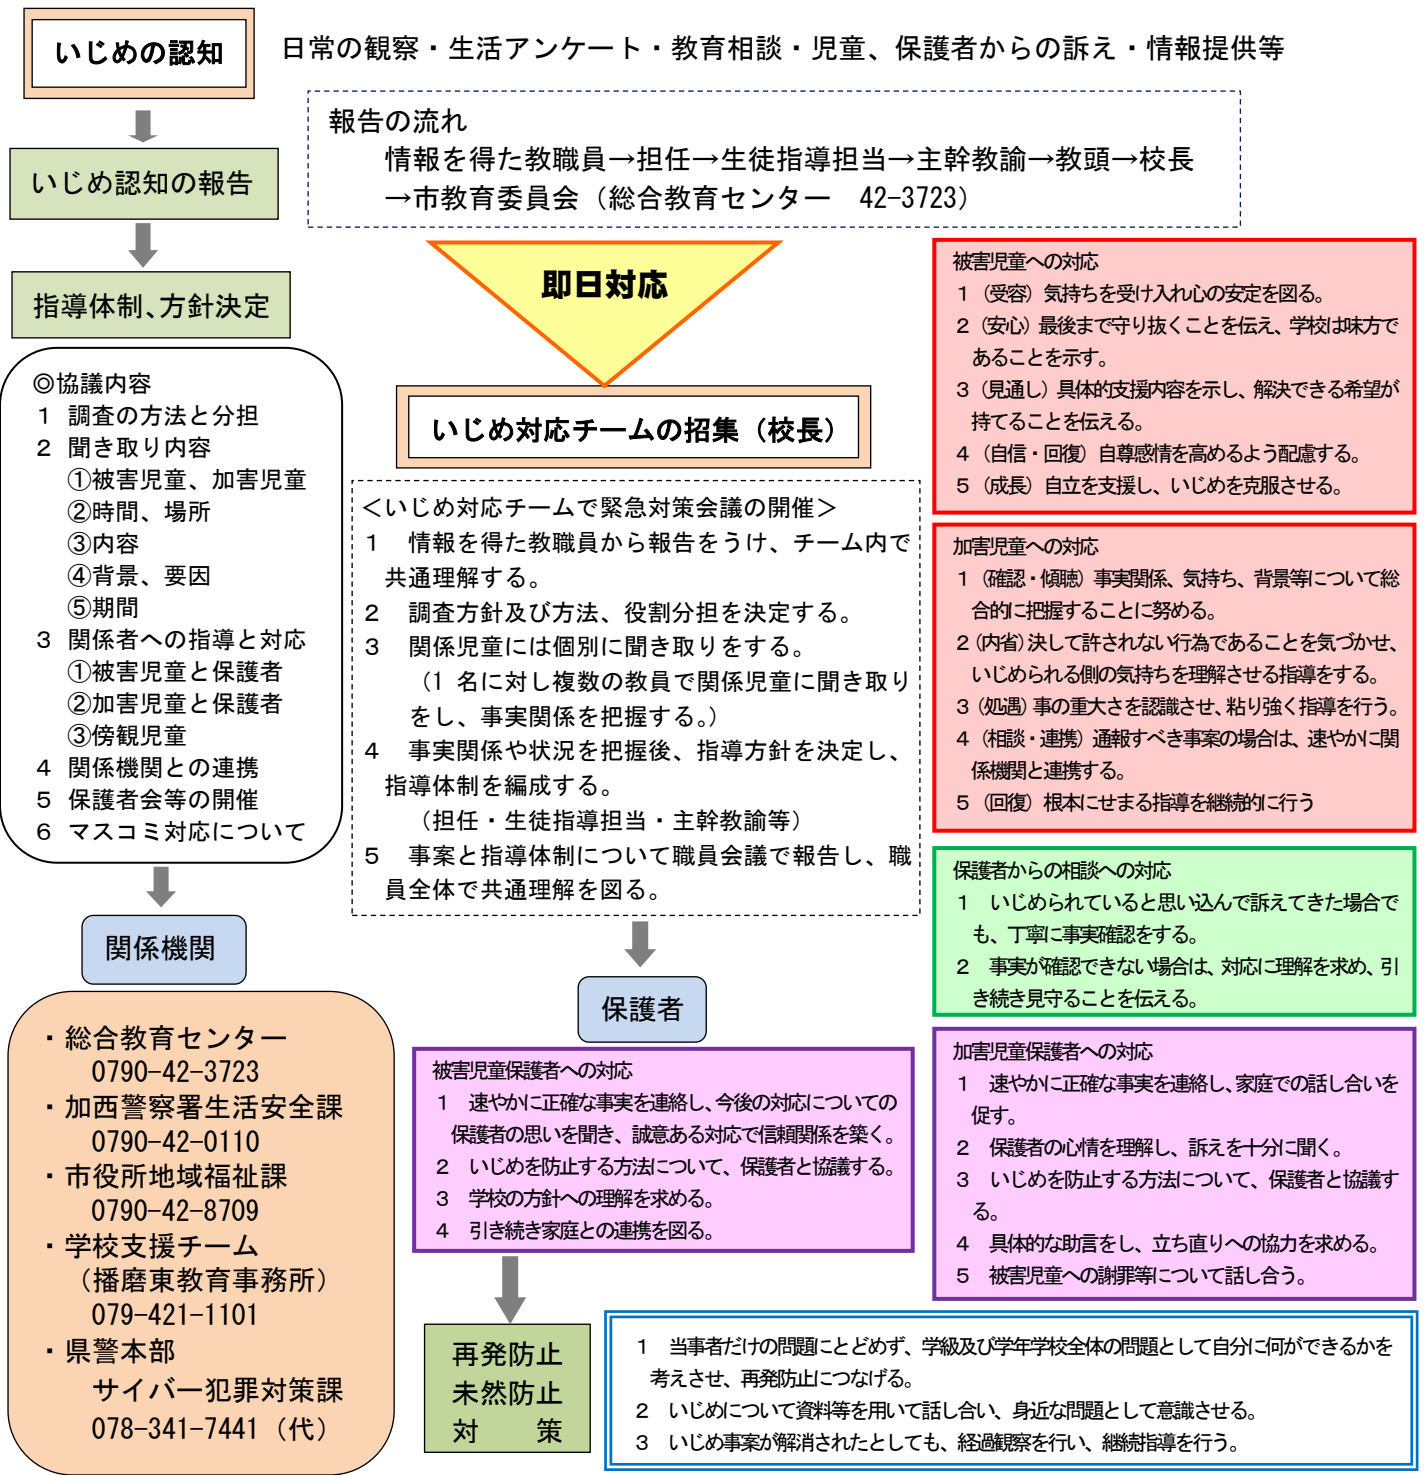 いじめの認知
日常の観察・生活アンケート・教育相談・児童、保護者からの訴え・情報提供等
報告の流れ
情報を得た教職員→担任→生徒指導担当→主幹教諭→教頭→校長
→市教育委員会（総合教育センター　42-3723）
いじめ認知の報告
指導体制、方針決定
◎協議内容
１ 調査の方法と分担
２ 聞き取り内容
①被害児童、加害児童
②時間、場所
③内容
④背景、要因
⑤期間
３ 関係者への指導と対応
①被害児童と保護者
②加害児童と保護者
③傍観児童
４ 関係機関との連携
５ 保護者会等の開催
６ マスコミ対応について
関係機関
・総合教育センター
0790-42-3723
・加西警察署生活安全課
0790-42-0110
・市役所地域福祉課
0790-42-8709
・学校支援チーム
（播磨東教育事務所）
079-421-1101
・県警本部
サイバー犯罪対策課
078-341-7441（代）
即日対応
いじめ対応チームの招集（校長）
＜いじめ対応チームで緊急対策会議の開催＞
１　情報を得た教職員から報告をうけ、チーム内で
共通理解する。
２　調査方針及び方法、役割分担を決定する。
３　関係児童には個別に聞き取りをする。
（1 名に対し複数の教員で関係児童に聞き取り
をし、事実関係を把握する。）
４　事実関係や状況を把握後、指導方針を決定し、
指導体制を編成する。
（担任・生徒指導担当・主幹教諭等）
５　事案と指導体制について職員会議で報告し、職
員全体で共通理解を図る。
保護者
被害児童保護者への対応
１　速やかに正確な事実を連絡し、今後の対応についての
保護者の思いを聞き、誠意ある対応で信頼関係を築く。
２　いじめを防止する方法について、保護者と協議する。
３　学校の方針への理解を求める。
４　引き続き家庭との連携を図る。
被害児童への対応
１（受容）気持ちを受け入れ心の安定を図る。
２（安心）最後まで守り抜くことを伝え、学校は味方で
あることを示す。
３（見通し）具体的支援内容を示し、解決できる希望が
持てることを伝える。
４（自信・回復）自尊感情を高めるよう配慮する。
５（成長）自立を支援し、いじめを克服させる。
加害児童への対応
１（確認・傾聴）事実関係、気持ち、背景等について総
合的に把握することに努める。
２（内省）決して許されない行為であることを気づかせ、
いじめられる側の気持ちを理解させる指導をする。
３（処遇）事の重大さを認識させ、粘り強く指導を行う。
４（相談・連携）通報すべき事案の場合は、速やかに関
係機関と連携する。
５（回復）根本にせまる指導を継続的に行う
保護者からの相談への対応
１　いじめられていると思い込んで訴えてきた場合で
も、丁寧に事実確認をする。
２　事実が確認できない場合は、対応に理解を求め、引
き続き見守ることを伝える。
加害児童保護者への対応
１　速やかに正確な事実を連絡し、家庭での話し合いを
促す。
２　保護者の心情を理解し、訴えを十分に聞く。
３　いじめを防止する方法について、保護者と協議す
る。
４　具体的な助言をし、立ち直りへの協力を求める。
５　被害児童への謝罪等について話し合う。
再発防止
未然防止
対　　策
１　当事者だけの問題にとどめず、学級及び学年学校全体の問題として自分に何ができるかを
考えさせ、再発防止につなげる。
２　いじめについて資料等を用いて話し合い、身近な問題として意識させる。
３　いじめ事案が解消されたとしても、経過観察を行い、継続指導を行う。